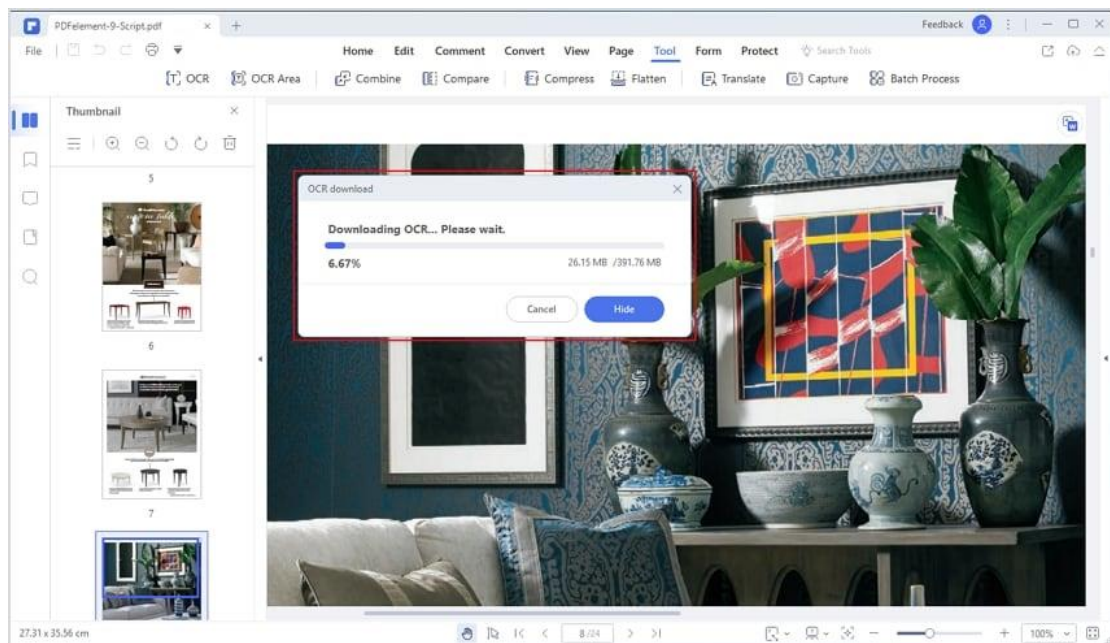 PDFelement-9-Script.pdf
Feedback
File
Home Edit Comment Convert View Page Tool Form Protect Search Tools
OCR OCR Area Combine Compare Compress Flatten Translate Capture Batch Process
Thumbnail
5
6
7
OCR download
Downloading OCR... Please wait.
6.67% 26.15 MB /391.76 MB
Cancel Hide
27.31 x 35.56 cm
8 /24
100%